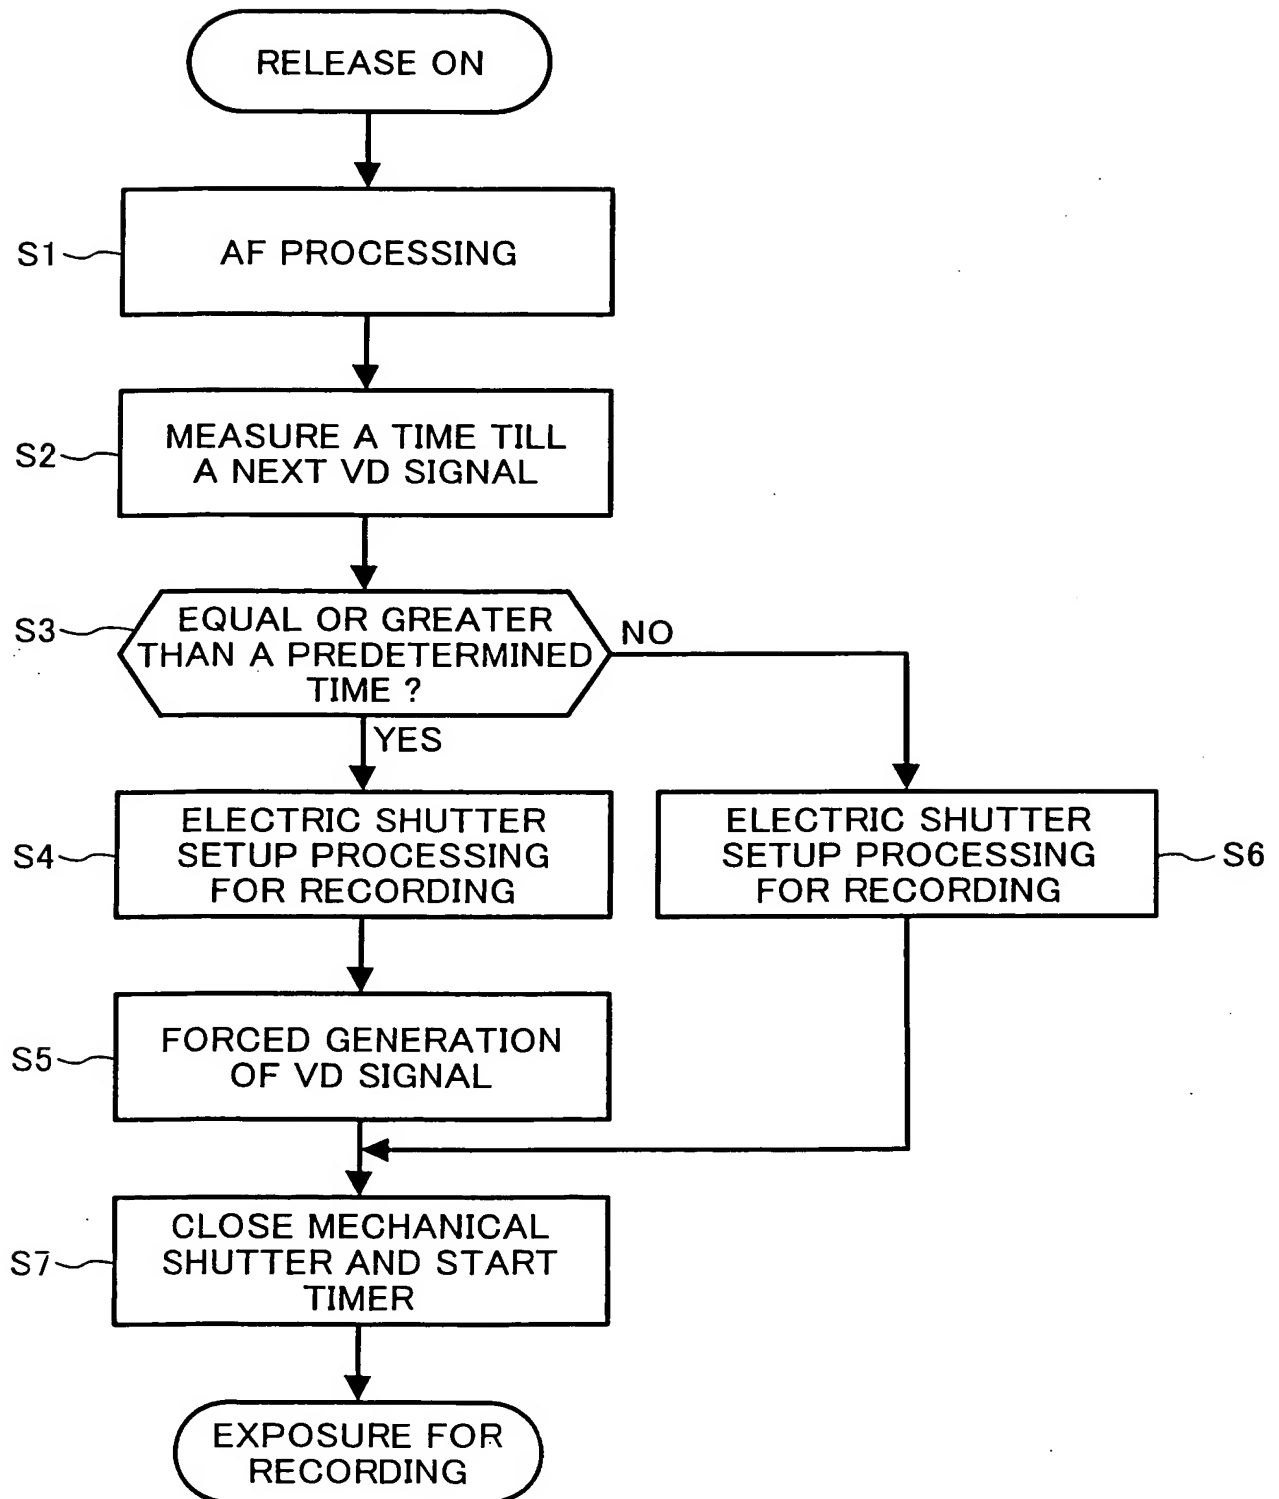 RELEASE ON
S1
AF PROCESSING
S2
MEASURE A TIME TILL
A NEXT VD SIGNAL
S3
EQUAL OR GREATER
THAN A PREDETERMINED
TIME ?
NO
YES
S4
ELECTRIC SHUTTER
SETUP PROCESSING
FOR RECORDING
ELECTRIC SHUTTER
SETUP PROCESSING
FOR RECORDING
S6
S5
FORCED GENERATION
OF VD SIGNAL
S7
CLOSE MECHANICAL
SHUTTER AND START
TIMER
EXPOSURE FOR
RECORDING